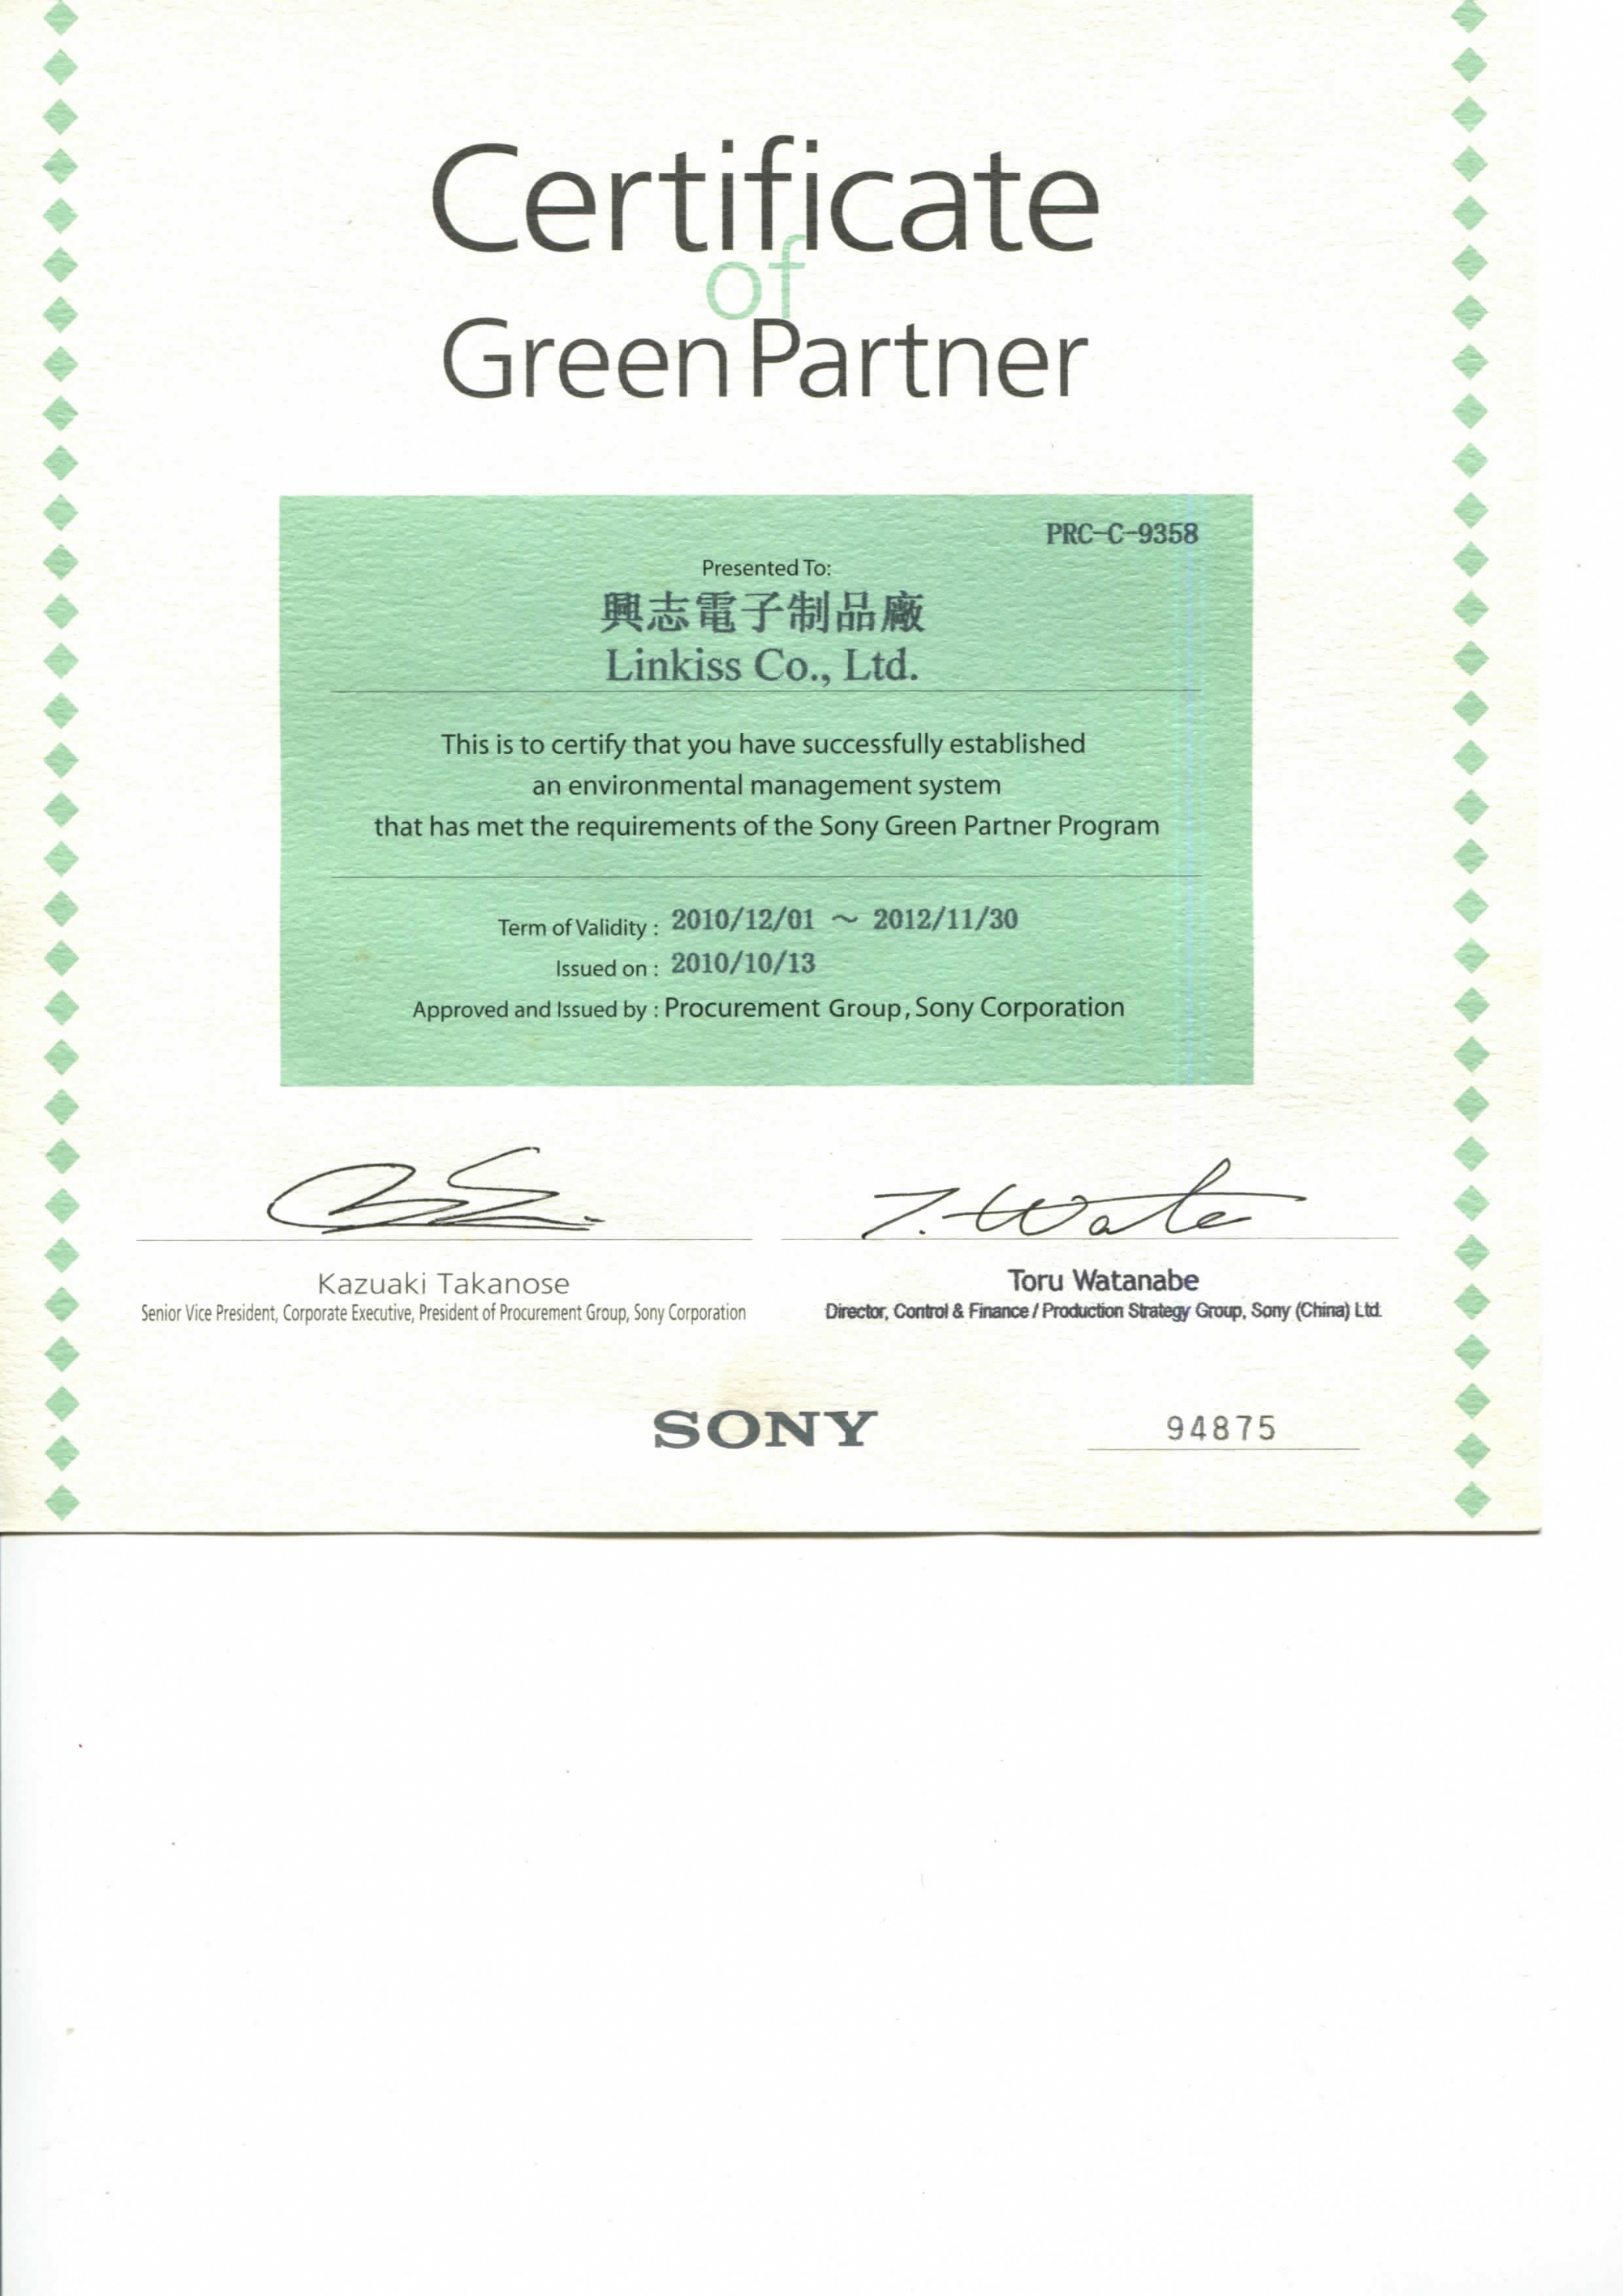 Certificate
of
Green Partner
PRC-C-9358
Presented To:
興志電子制品廠
Linkiss Co., Ltd.
This is to certify that you have successfully established
an environmental management system
that has met the requirements of the Sony Green Partner Program
Term of Validity : 2010/12/01 ～ 2012/11/30
Issued on : 2010/10/13
Approved and Issued by : Procurement Group, Sony Corporation
T. Wata
Kazuaki Takanose
Senior Vice President, Corporate Executive, President of Procurement Group, Sony Corporation
Toru Watanabe
Director, Control & Finance / Production Strategy Group, Sony (China) Ltd.
SONY
94875